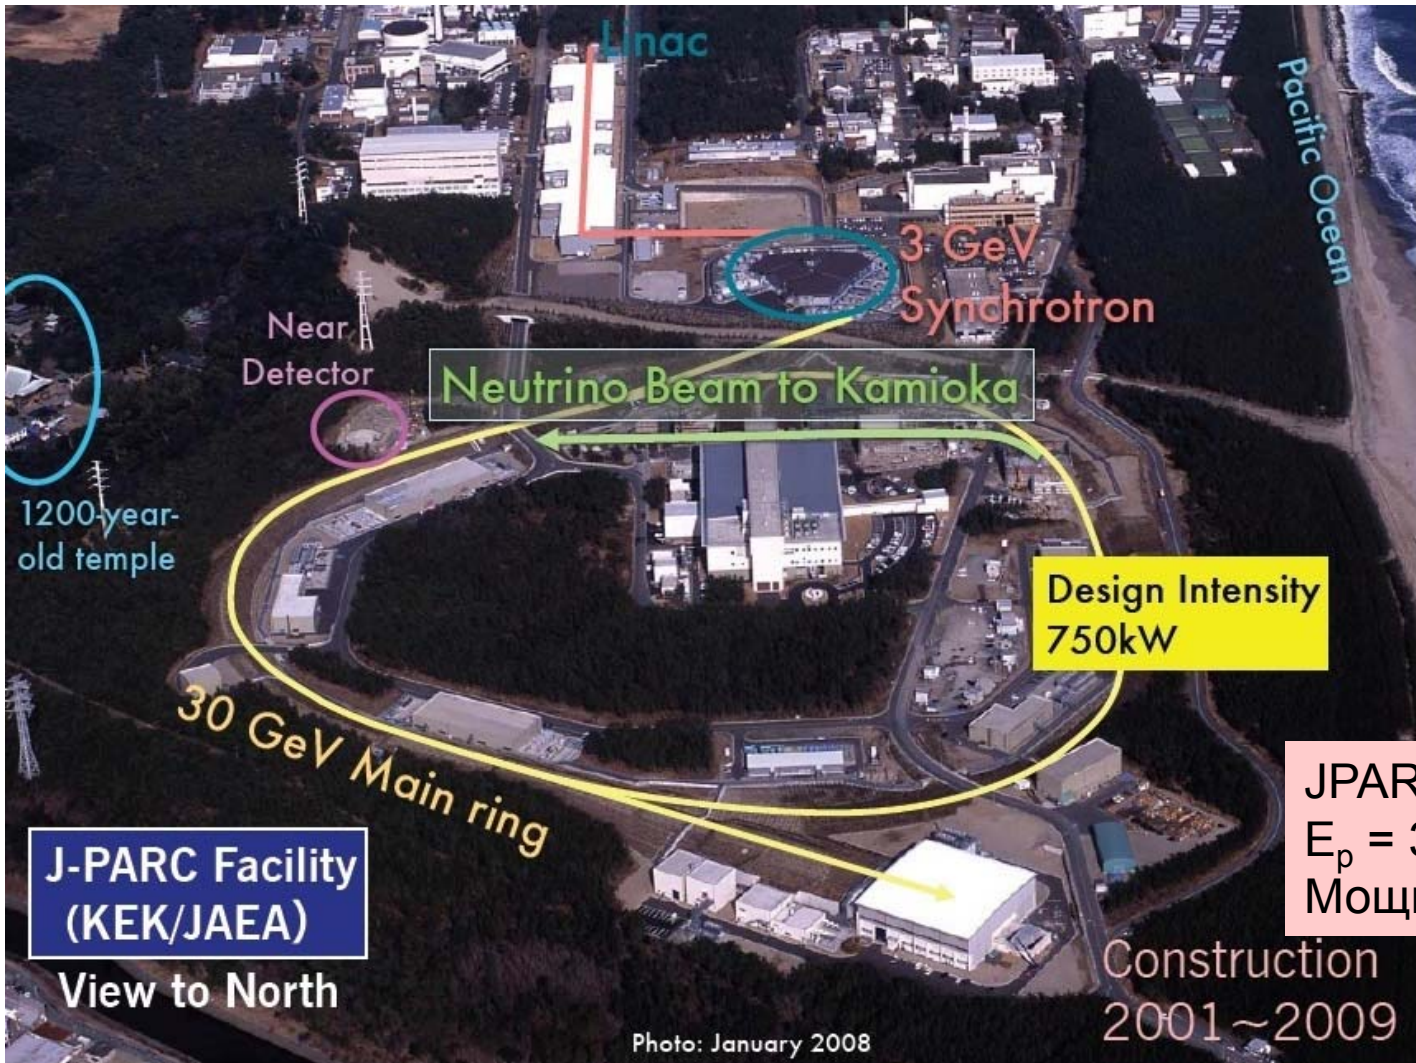 Linac
Pacific Ocean
3 GeV
Synchrotron
Near
Detector
Neutrino Beam to Kamioka
1200-year-
old temple
Design Intensity
750kW
30 GeV Main ring
J-PARC Facility
(KEK/JAEA)
View to North
E_p =
Construction
2001~2009
Photo: January 2008